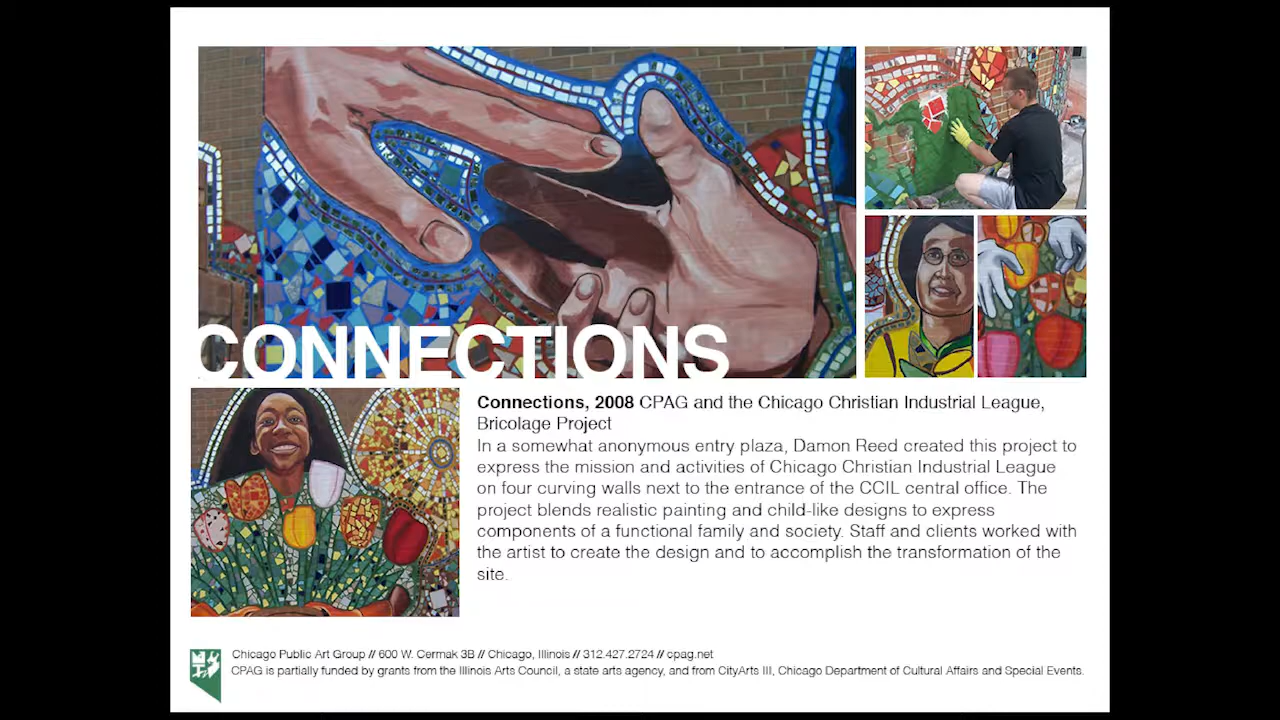 CONNECTIONS
Connections, 2008 CPAG and the Chicago Christian Industrial League,
Bricolage Project
In a somewhat anonymous entry plaza, Damon Reed created this project to
express the mission and activities of Chicago Christian Industrial League
on four curving walls next to the entrance of the CCIL central office. The
project blends realistic painting and child-like designs to express
components of a functional family and society. Staff and clients worked with
the artist to create the design and to accomplish the transformation of the
site.
Chicago Public Art Group // 600 W. Cermak 3B // Chicago, Illinois // 312.427.2724 // cpag.net
CPAG is partially funded by grants from the Illinois Arts Council, a state arts agency, and from CityArts III, Chicago Department of Cultural Affairs and Special Events.